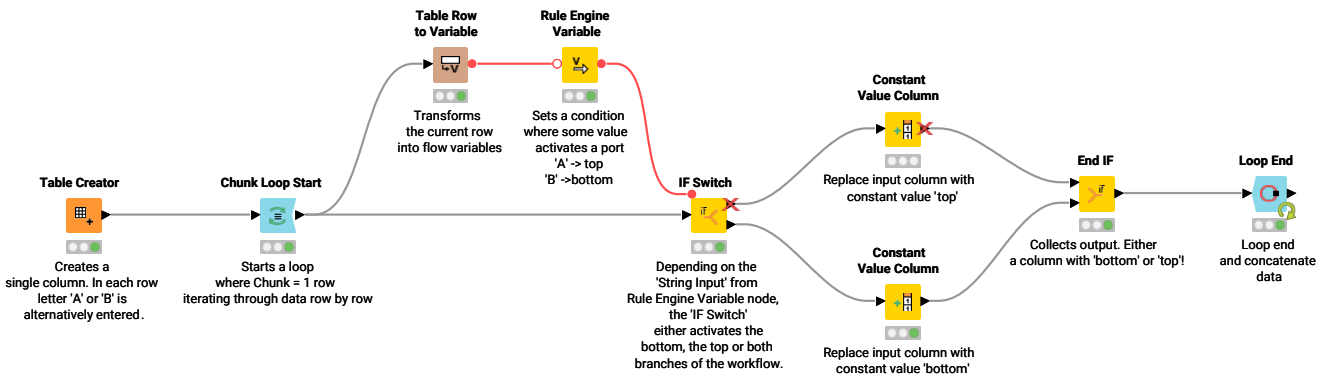 Table Row
to Variable
Transforms
the current row
into flow variables
Rule Engine
Variable
V
Sets a condition
where some value
activates a port
'A' -> top
'B' ->bottom
Table Creator
Creates a
single column. In each row
letter 'A' or 'B' is
alternatively entered.
Chunk Loop Start
Starts a loop
where Chunk = 1 row
iterating through data row by row
IF Switch
IF
Depending on the
'String Input' from
Rule Engine Variable node,
the 'IF Switch'
either activates the
bottom, the top or both
branches of the workflow.
Constant
Value Column
Replace input column with
constant value 'top'
Constant
Value Column
Replace input column with
constant value 'bottom'
End IF
IF
Collects output. Either
a column with 'bottom' or 'top'!
Loop End
Loop end
and concatenate
data